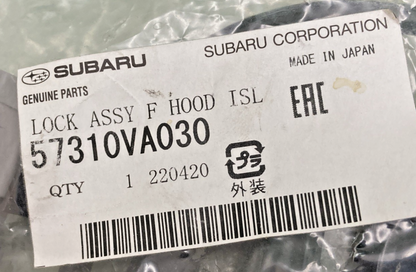 SUBARU CORPORATION
SUBARU
MADE IN JAPAN
GENUINE PARTS
LOCK ASSY F HOOD ISL
EAC
57310VA030
プラ
QTY 1 220420
外装